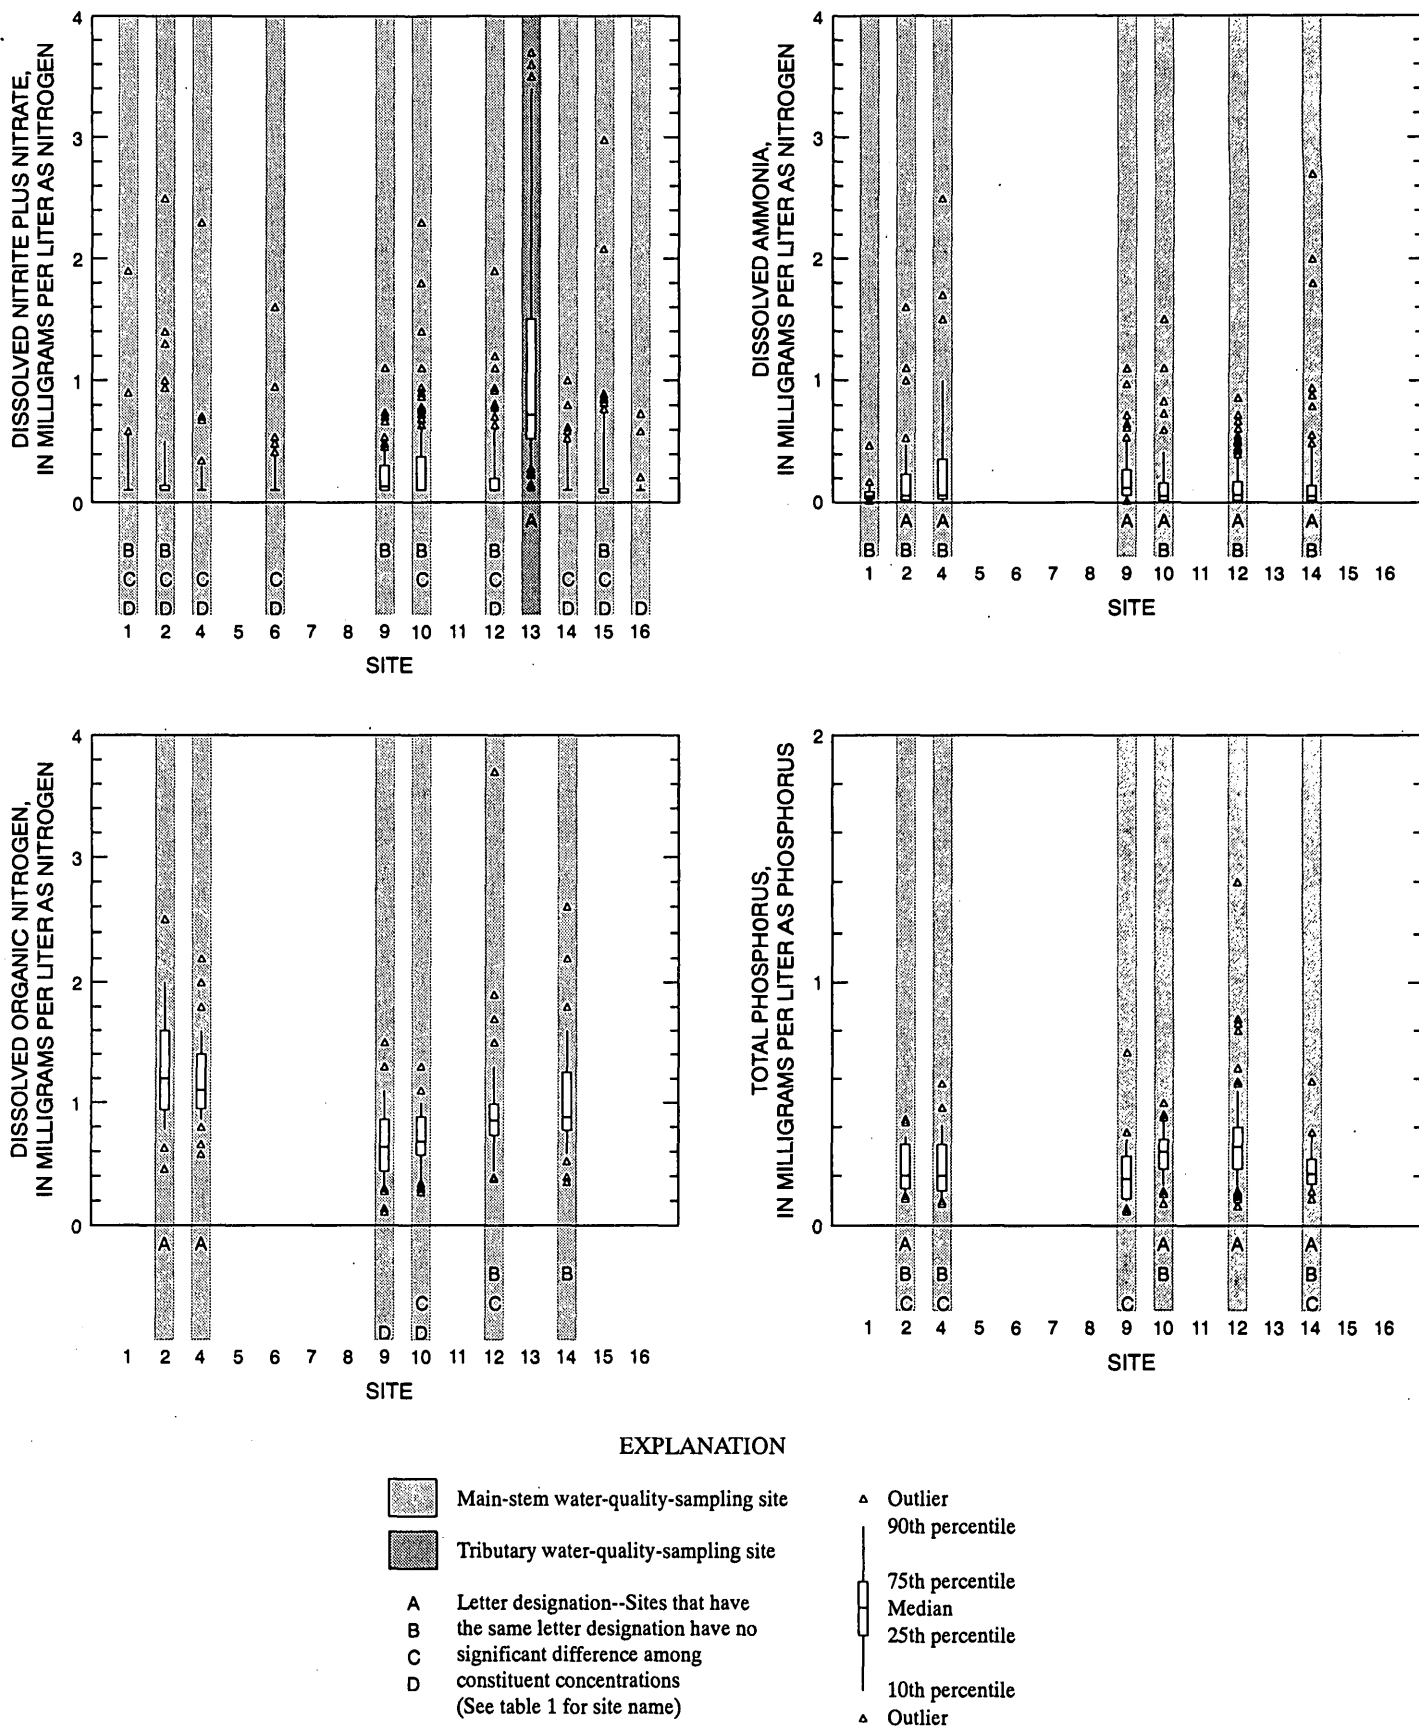 DISSOLVED NITRITE PLUS NITRATE,
IN MILLIGRAMS PER LITER AS NITROGEN
4
3
2
1
0
A
B B B B B B
C C C C C C C C
D D D D D D D
1 2 4 5 6 7 8 9 10 11 12 13 14 15 16
SITE
DISSOLVED AMMONIA,
IN MILLIGRAMS PER LITER AS NITROGEN
4
3
2
1
0
A A A A A A
B B B B B B
1 2 4 5 6 7 8 9 10 11 12 13 14 15 16
SITE
DISSOLVED ORGANIC NITROGEN,
IN MILLIGRAMS PER LITER AS NITROGEN
4
3
2
1
0
A A
B B
C C
D D
1 2 4 5 6 7 8 9 10 11 12 13 14 15 16
SITE
TOTAL PHOSPHORUS,
IN MILLIGRAMS PER LITER AS PHOSPHORUS
2
1
0
A A A A
B B B B
C C C C
1 2 4 5 6 7 8 9 10 11 12 13 14 15 16
SITE
EXPLANATION
Main-stem water-quality-sampling site
Tributary water-quality-sampling site
A Letter designation--Sites that have
B the same letter designation have no
C significant difference among
D constituent concentrations
(See table 1 for site name)
Outlier
90th percentile
75th percentile
Median
25th percentile
10th percentile
Outlier